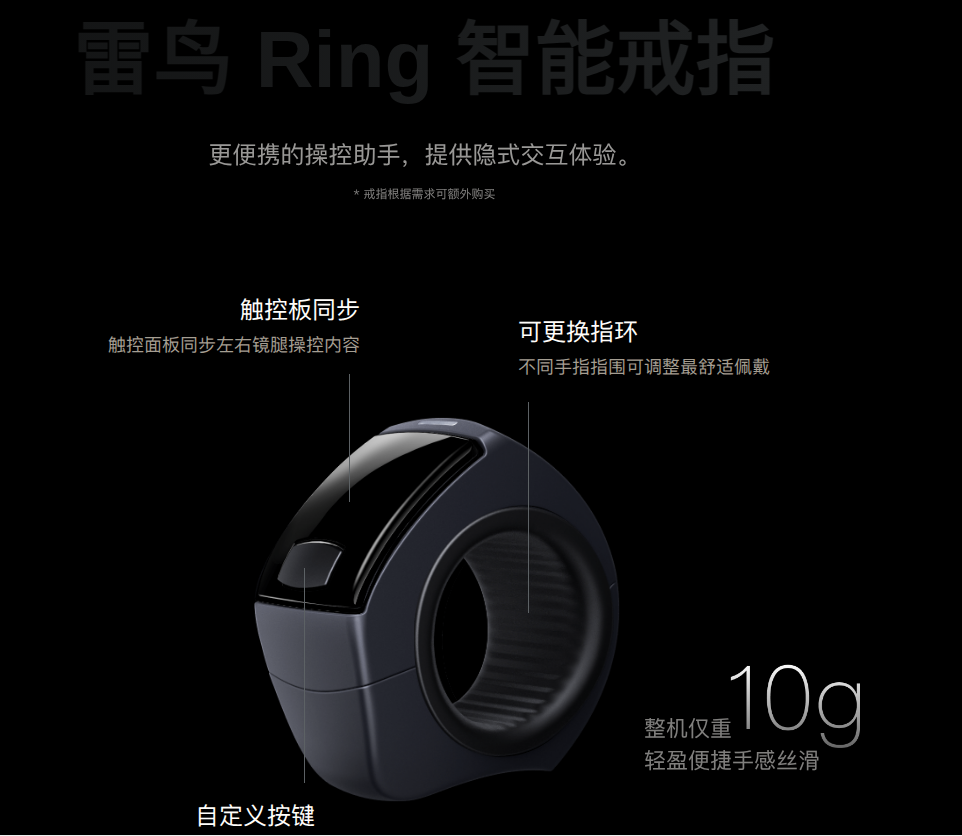 雷鸟 Ring 智能戒指
更便携的操控助手，提供隐式交互体验。
* 戒指根据需求可额外购买
触控板同步
触控面板同步左右镜腿操控内容
可更换指环
不同手指指围可调整最舒适佩戴
10g
整机仅重
轻盈便捷手感丝滑
自定义按键